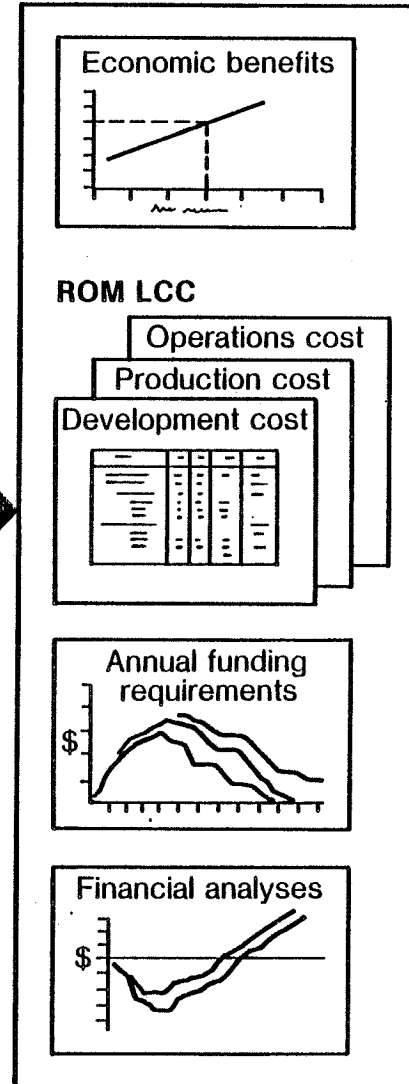 Economic benefits
ROM LCC
Operations cost
Production cost
Development cost
Annual funding
requirements
$
Financial analyses
$